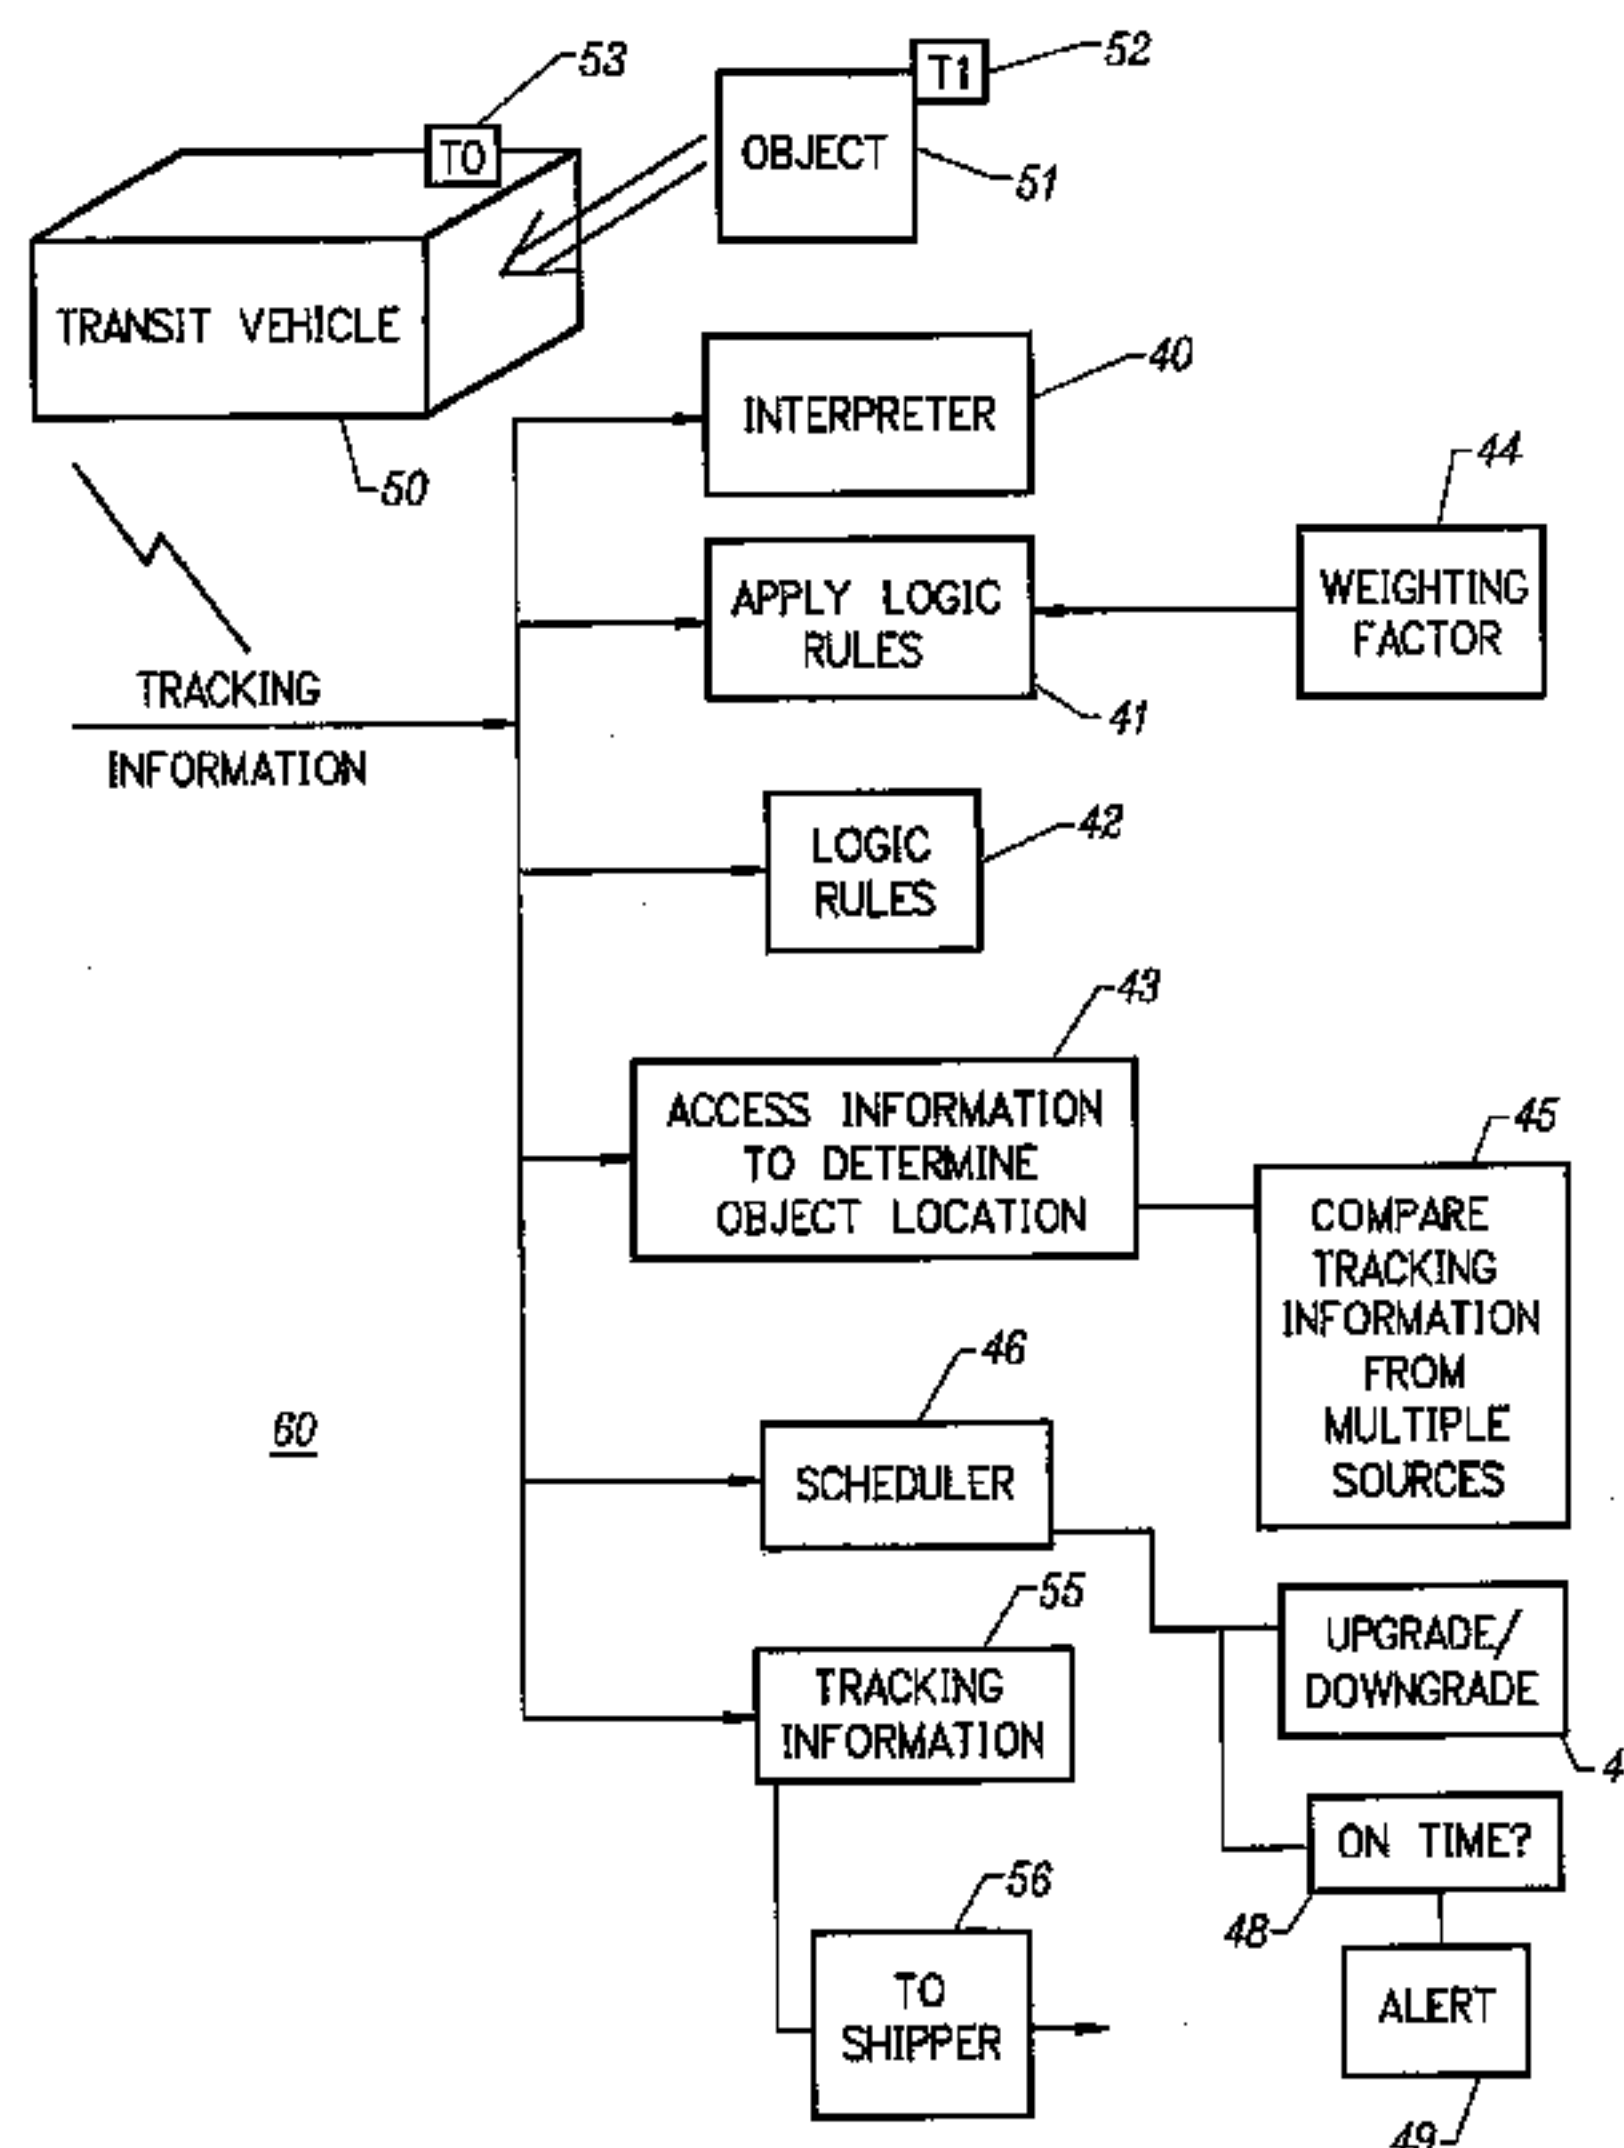 53
T0
T1
52
OBJECT
51
TRANSIT VEHICLE
50
INTERPRETER
40
44
APPLY LOGIC
RULES
41
WEIGHTING
FACTOR
TRACKING
INFORMATION
LOGIC
RULES
42
43
ACCESS INFORMATION
TO DETERMINE
OBJECT LOCATION
45
COMPARE
TRACKING
INFORMATION
FROM
MULTIPLE
SOURCES
46
60
SCHEDULER
55
TRACKING
INFORMATION
UPGRADE/
DOWNGRADE
4
ON TIME?
48
56
TO
SHIPPER
ALERT
49